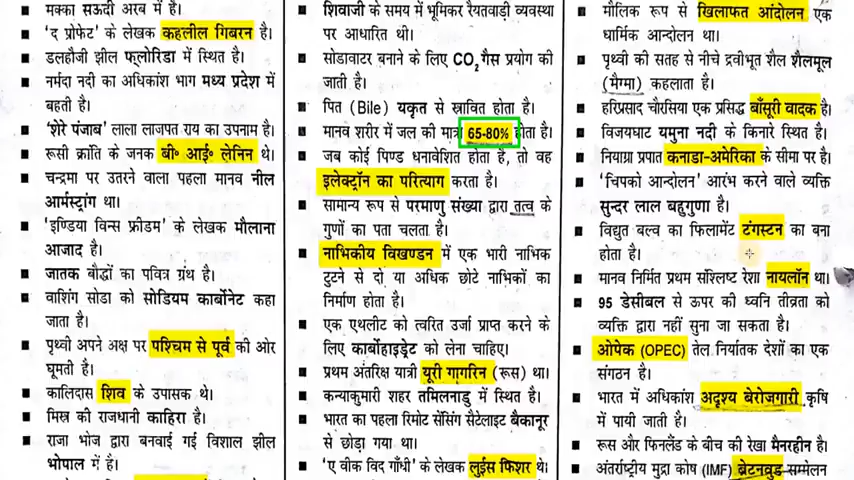 मक्का सऊदी अरब में है।
'द प्रोफेट' के लेखक कहलील गिबरन है।
डलहौजी झील फ्लोरिडा में स्थित है।
नर्मदा नदी का अधिकांश भाग मध्य प्रदेश में
बहती है।
'शेरे पंजाब' लाला लाजपत राय का उपनाम है।
रूसी क्रांति के जनक बी० आई० लेनिन थे।
चन्द्रमा पर उतरने वाला पहला मानव नील
आर्मस्ट्रांग था।
'इण्डिया विन्स फ्रीडम' के लेखक मौलाना
आजाद है।
जातक बौद्धों का पवित्र ग्रंथ है।
वाशिंग सोडा को सोडियम कार्बोनेट कहा
जाता है।
पृथ्वी अपने अक्ष पर पश्चिम से पूर्व की ओर
घूमती है।
कालिदास शिव के उपासक थे।
मिस्र की राजधानी काहिरा है।
राजा भोज द्वारा बनवाई गई विशाल झील
भोपाल में है।
शिवाजी के समय में भूमिकर रैयतवाड़ी व्यवस्था
पर आधारित थी।
सोडावाटर बनाने के लिए CO₂ गैस प्रयोग की
जाती है।
पित (Bile) यकृत से स्रावित होता है।
मानव शरीर में जल की मात्रा 65-80% होता है।
जब कोई पिण्ड धनावेशित होता है, तो वह
इलेक्ट्रॉन का परित्याग करता है।
सामान्य रूप से परमाणु संख्या द्वारा तत्व के
गुणों का पता चलता है।
नाभिकीय विखण्डन में एक भारी नाभिक
टुटने से दो या अधिक छोटे नाभिकों का
निर्माण होता है।
एक एथलीट को त्वरित उर्जा प्राप्त करने के
लिए कार्बोहाइड्रेट को लेना चाहिए।
प्रथम अंतरिक्ष यात्री यूरी गागरिन (रूस) था।
कन्याकुमारी शहर तमिलनाडु में स्थित है।
भारत का पहला रिमोट सेंसिंग सैटेलाइट बैकानूर
से छोड़ा गया था।
'ए वीक विद गाँधी' के लेखक लुईस फिशर थे।
मौलिक रूप से खिलाफत आंदोलन एक
धार्मिक आन्दोलन था।
पृथ्वी की सतह से नीचे द्रवीभूत शैल शैलमूल
(मैग्मा) कहलाता है।
हरिप्रसाद चौरसिया एक प्रसिद्ध बाँसूरी वादक है।
विजयघाट यमुना नदी के किनारे स्थित है।
नियाग्रा प्रपात कनाडा-अमेरिका के सीमा पर है।
'चिपको आन्दोलन' आरंभ करने वाले व्यक्ति
सुन्दर लाल बहुगुणा है।
विद्युत बल्व का फिलामेंट टंगस्टन का बना
होता है।
मानव निर्मित प्रथम संश्लिष्ट रेशा नायलॉन था।
95 डेसीबल से ऊपर की ध्वनि तीव्रता को
व्यक्ति द्वारा नहीं सुना जा सकता है।
ओपेक (OPEC) तेल निर्यातक देशों का एक
संगठन है।
भारत में अधिकांश अदृश्य बेरोजगारी कृषि
में पायी जाती है।
रूस और फिनलैंड के बीच की रेखा मैनरहीन है।
अंतर्राष्ट्रीय मुद्रा कोष (IMF) ब्रेटनवुड सम्मेलन